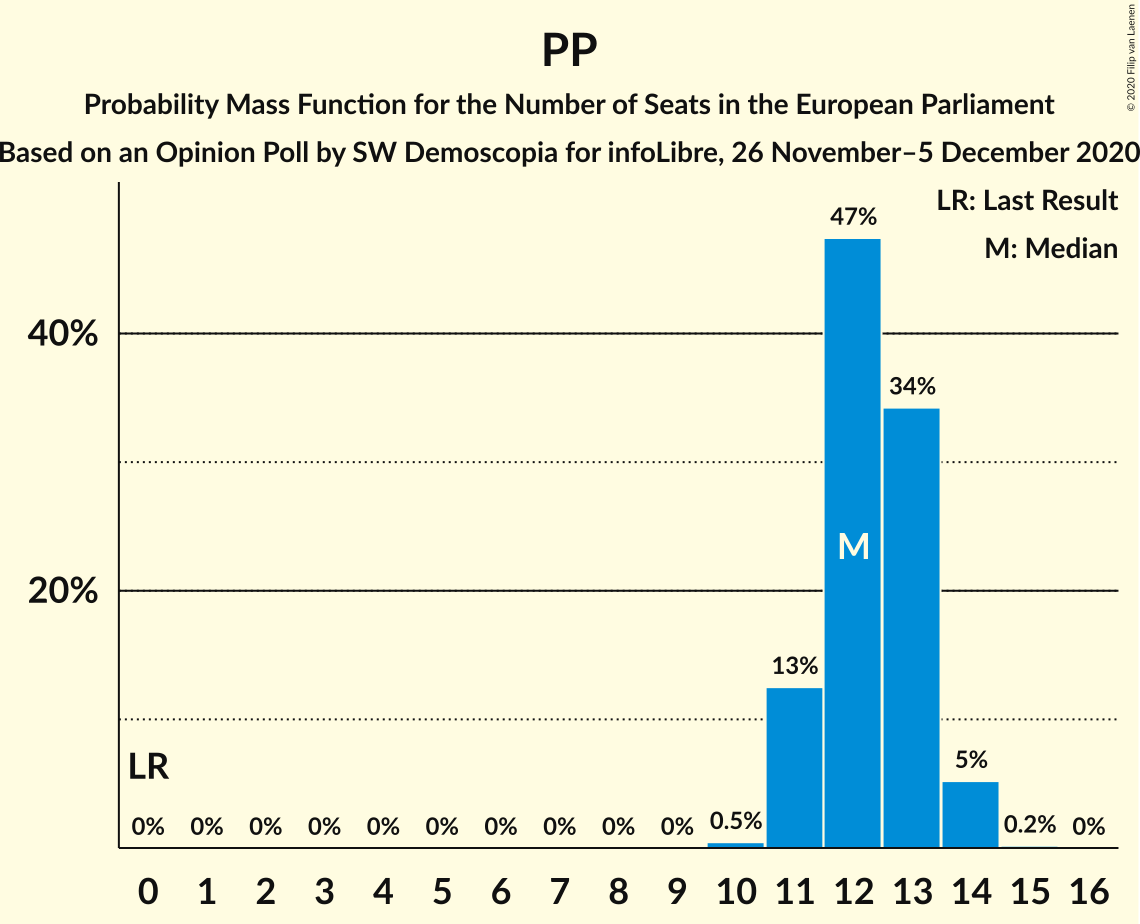 PP
Probability Mass Function for the Number of Seats in the European Parliament
Based on an Opinion Poll by SW Demoscopia for infoLibre, 26 November–5 December 2020
© 2020 Filip van Laenen
LR: Last Result
M: Median
47%
40%
34%
M
20%
13%
LR
5%
0% 0% 0% 0% 0% 0% 0% 0% 0% 0% 0.5% 0.2% 0%
0 1 2 3 4 5 6 7 8 9 10 11 12 13 14 15 16